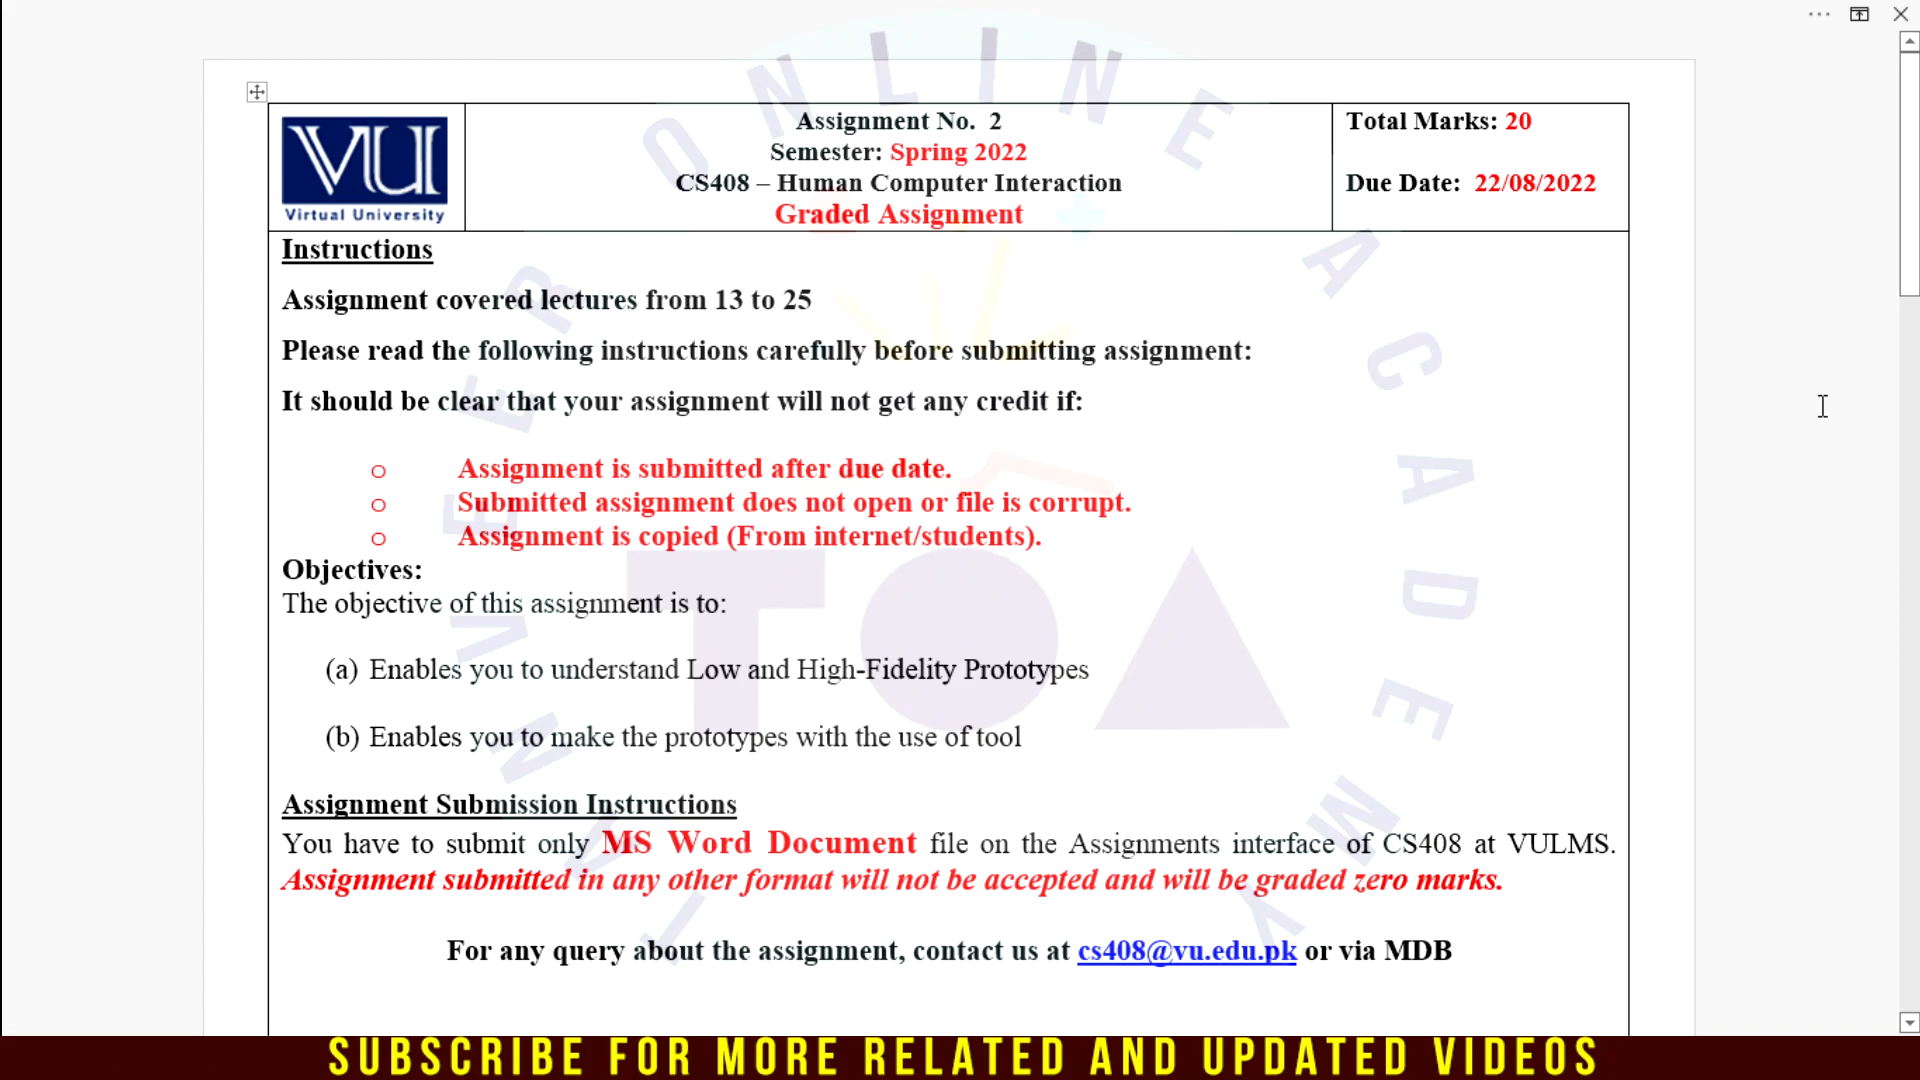 VU
Virtual University
Assignment No. 2
Semester: Spring 2022
CS408 – Human Computer Interaction
Graded Assignment
Total Marks: 20
Due Date: 22/08/2022
Instructions
Assignment covered lectures from 13 to 25
Please read the following instructions carefully before submitting assignment:
It should be clear that your assignment will not get any credit if:
o Assignment is submitted after due date.
o Submitted assignment does not open or file is corrupt.
o Assignment is copied (From internet/students).
Objectives:
The objective of this assignment is to:
(a) Enables you to understand Low and High-Fidelity Prototypes
(b) Enables you to make the prototypes with the use of tool
Assignment Submission Instructions
You have to submit only MS Word Document file on the Assignments interface of CS408 at VULMS.
Assignment submitted in any other format will not be accepted and will be graded zero marks.
For any query about the assignment, contact us at cs408@vu.edu.pk or via MDB
TANVEER ONLINE ACADEMY
TOA
SUBSCRIBE FOR MORE RELATED AND UPDATED VIDEOS